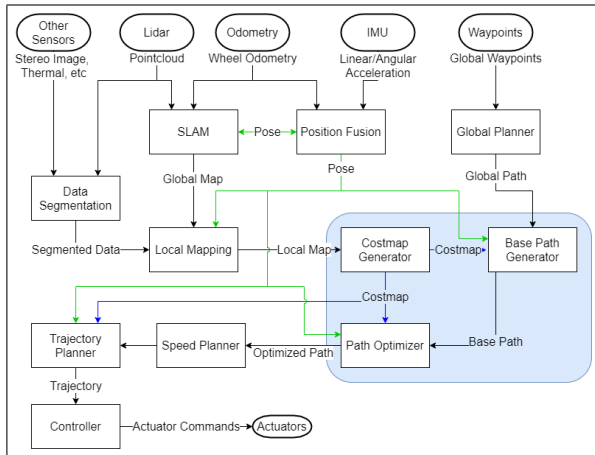 Other
Sensors
Lidar
Odometry
IMU
Waypoints
Stereo Image,
Thermal, etc
Pointcloud
Wheel Odometry
Linear/Angular
Acceleration
Global Waypoints
SLAM
Pose
Position Fusion
Global Planner
Pose
Global Map
Global Path
Data
Segmentation
Segmented Data
Local Mapping
Local Map
Costmap
Generator
Costmap
Base Path
Generator
Costmap
Trajectory
Planner
Speed Planner
Optimized Path
Path Optimizer
Base Path
Trajectory
Controller
Actuator Commands
Actuators